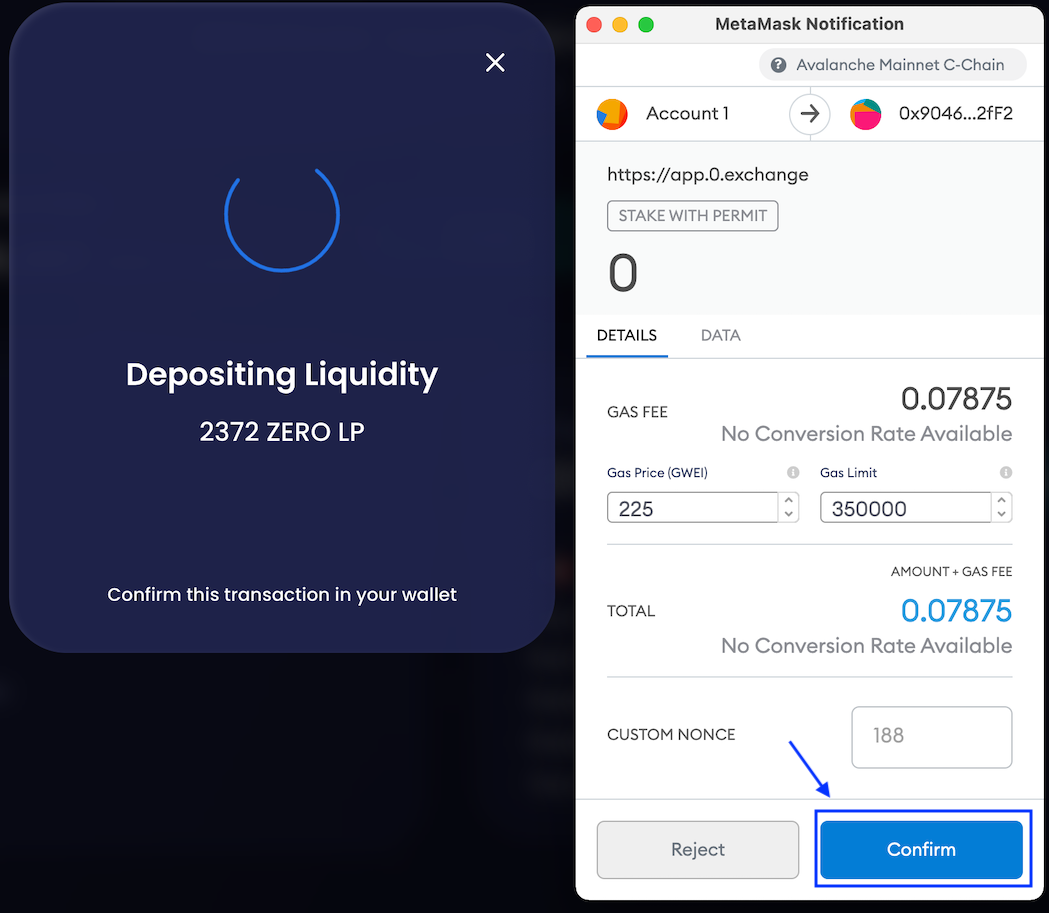 Depositing Liquidity
2372 ZERO LP
Confirm this transaction in your wallet
MetaMask Notification
? Avalanche Mainnet C-Chain
Account 1
0x9046...2fF2
https://app.0.exchange
STAKE WITH PERMIT
0
DETAILS DATA
GAS FEE 0.07875
No Conversion Rate Available
Gas Price (GWEI) Gas Limit
225 350000
AMOUNT + GAS FEE
TOTAL 0.07875
No Conversion Rate Available
CUSTOM NONCE 188
Reject Confirm